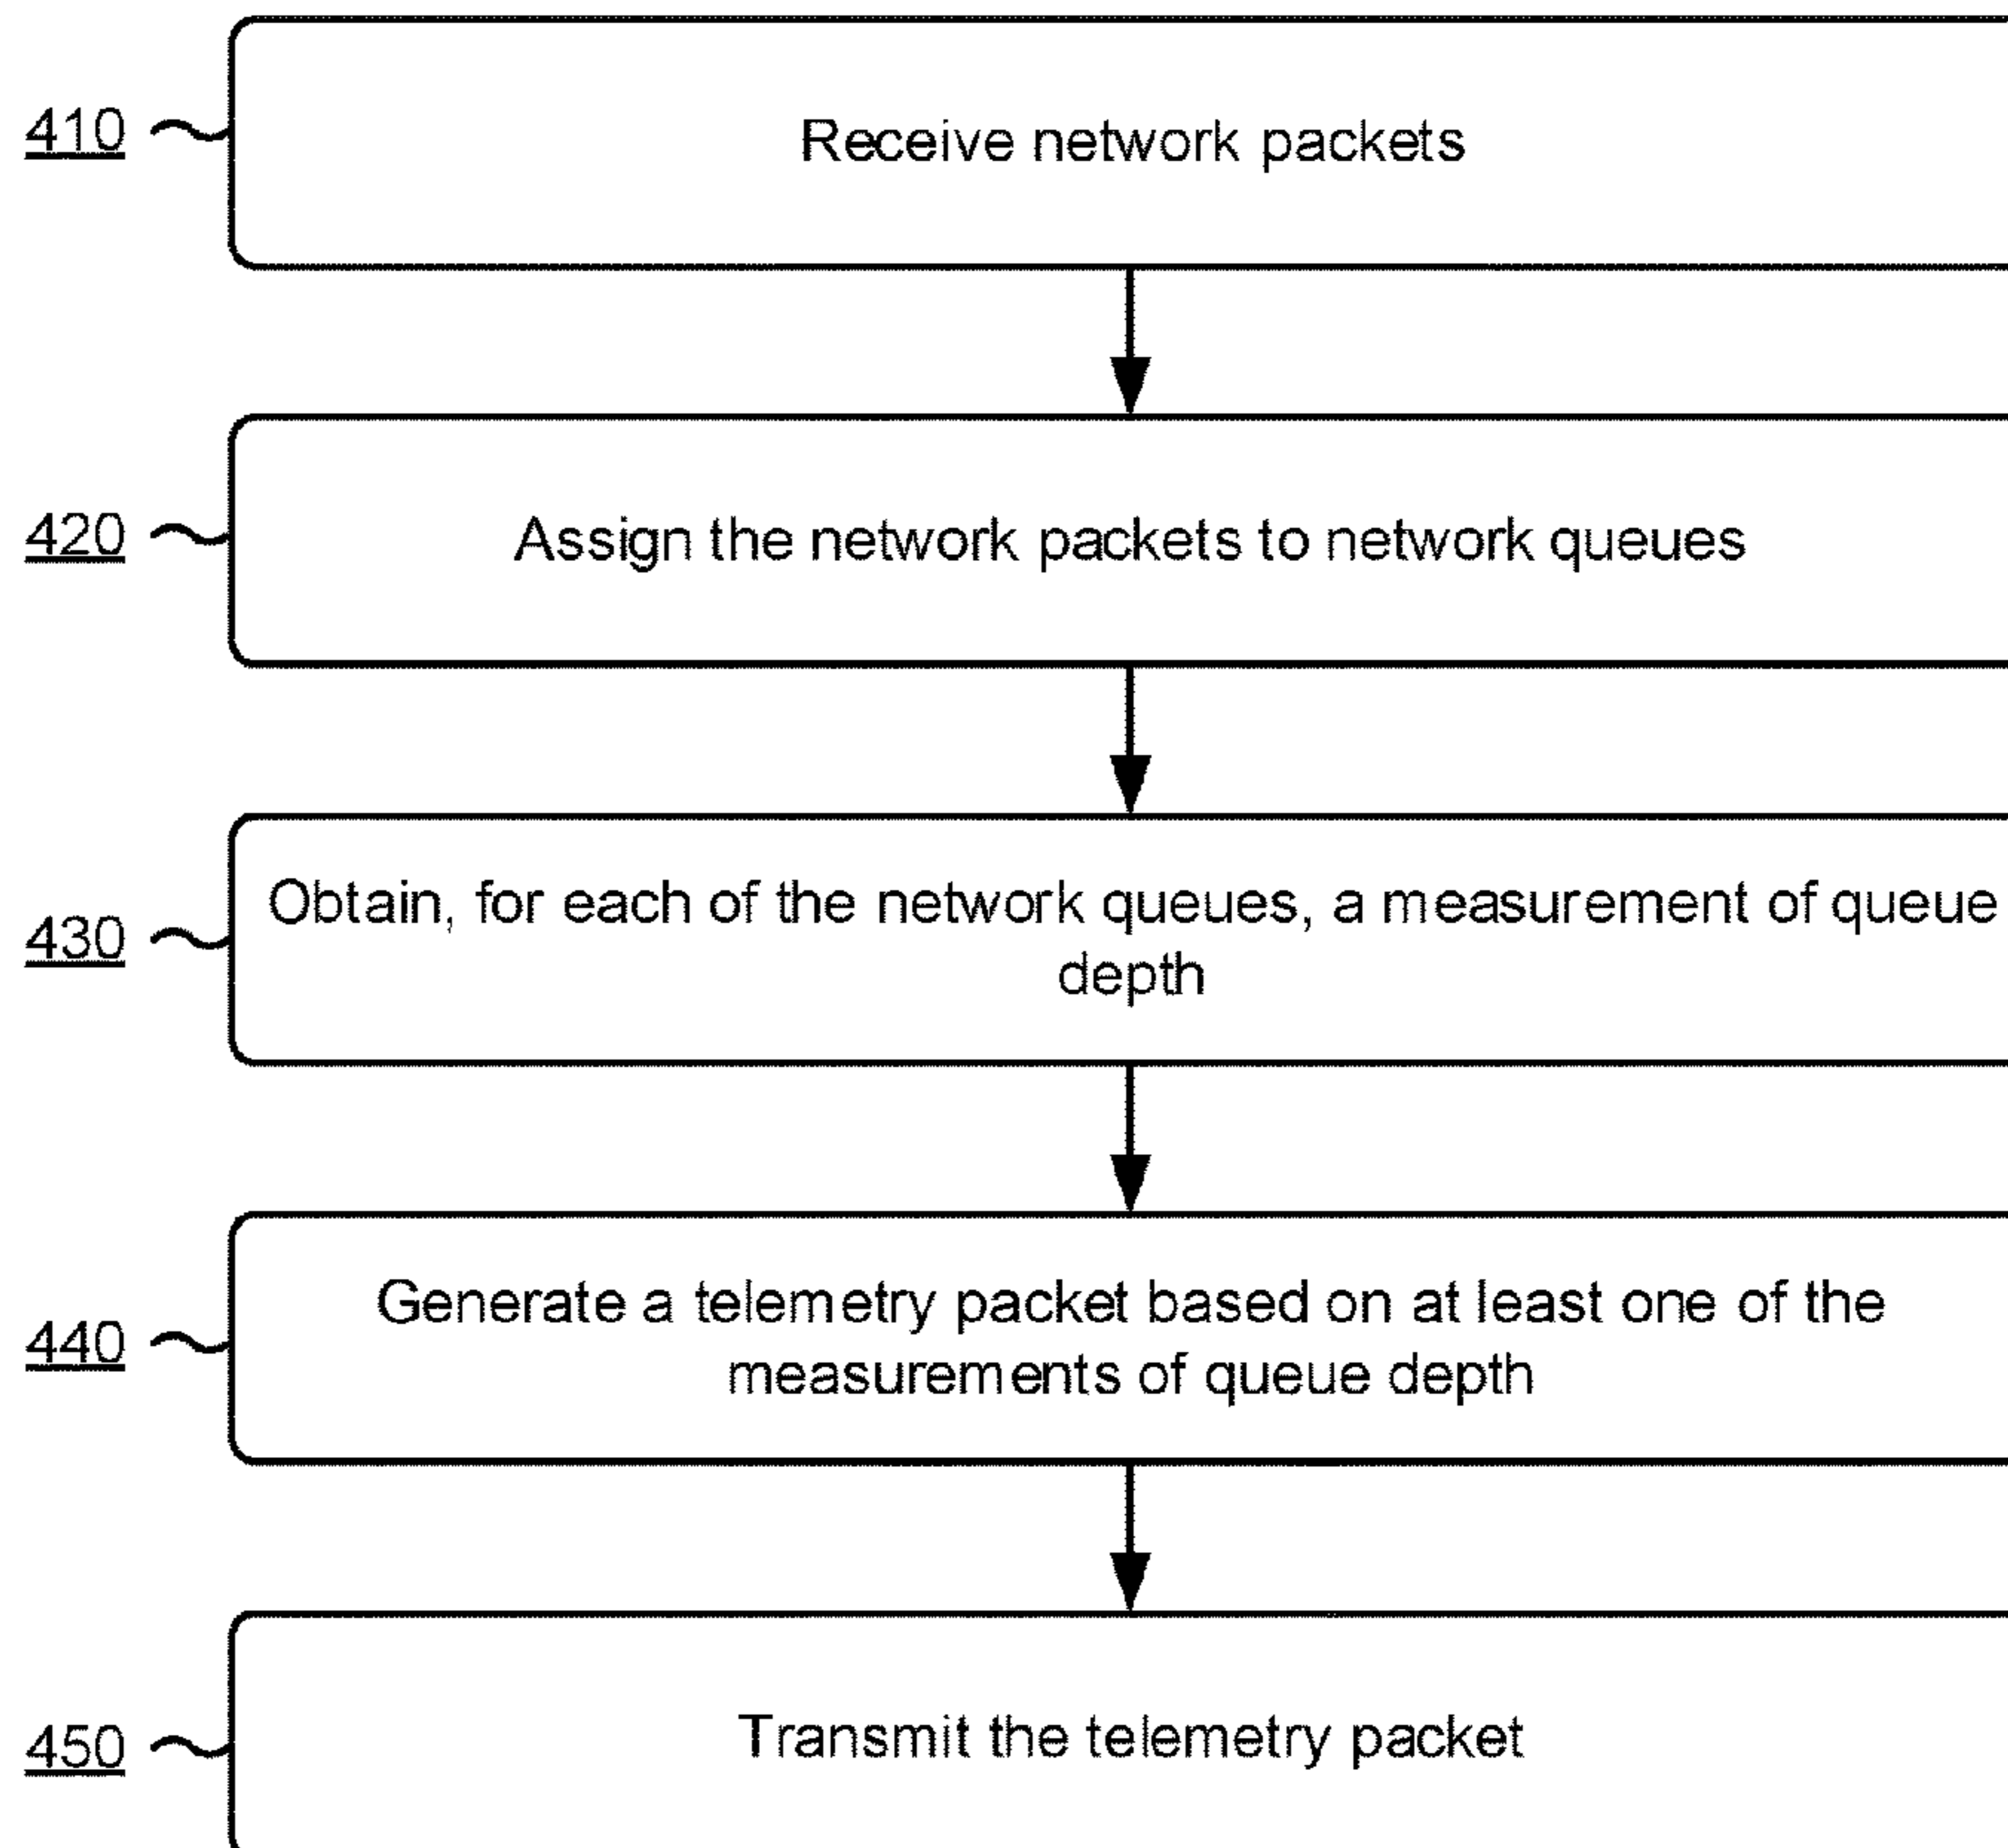 410
Receive network packets
420
Assign the network packets to network queues
430
Obtain, for each of the network queues, a measurement of queue
depth
440
Generate a telemetry packet based on at least one of the
measurements of queue depth
450
Transmit the telemetry packet